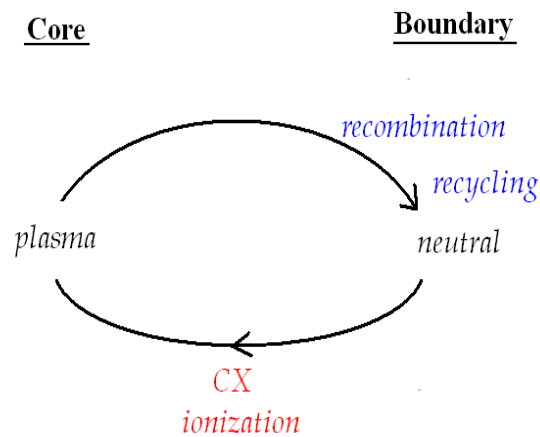 Core
Boundary
recombination
recycling
plasma
neutral
CX
ionization